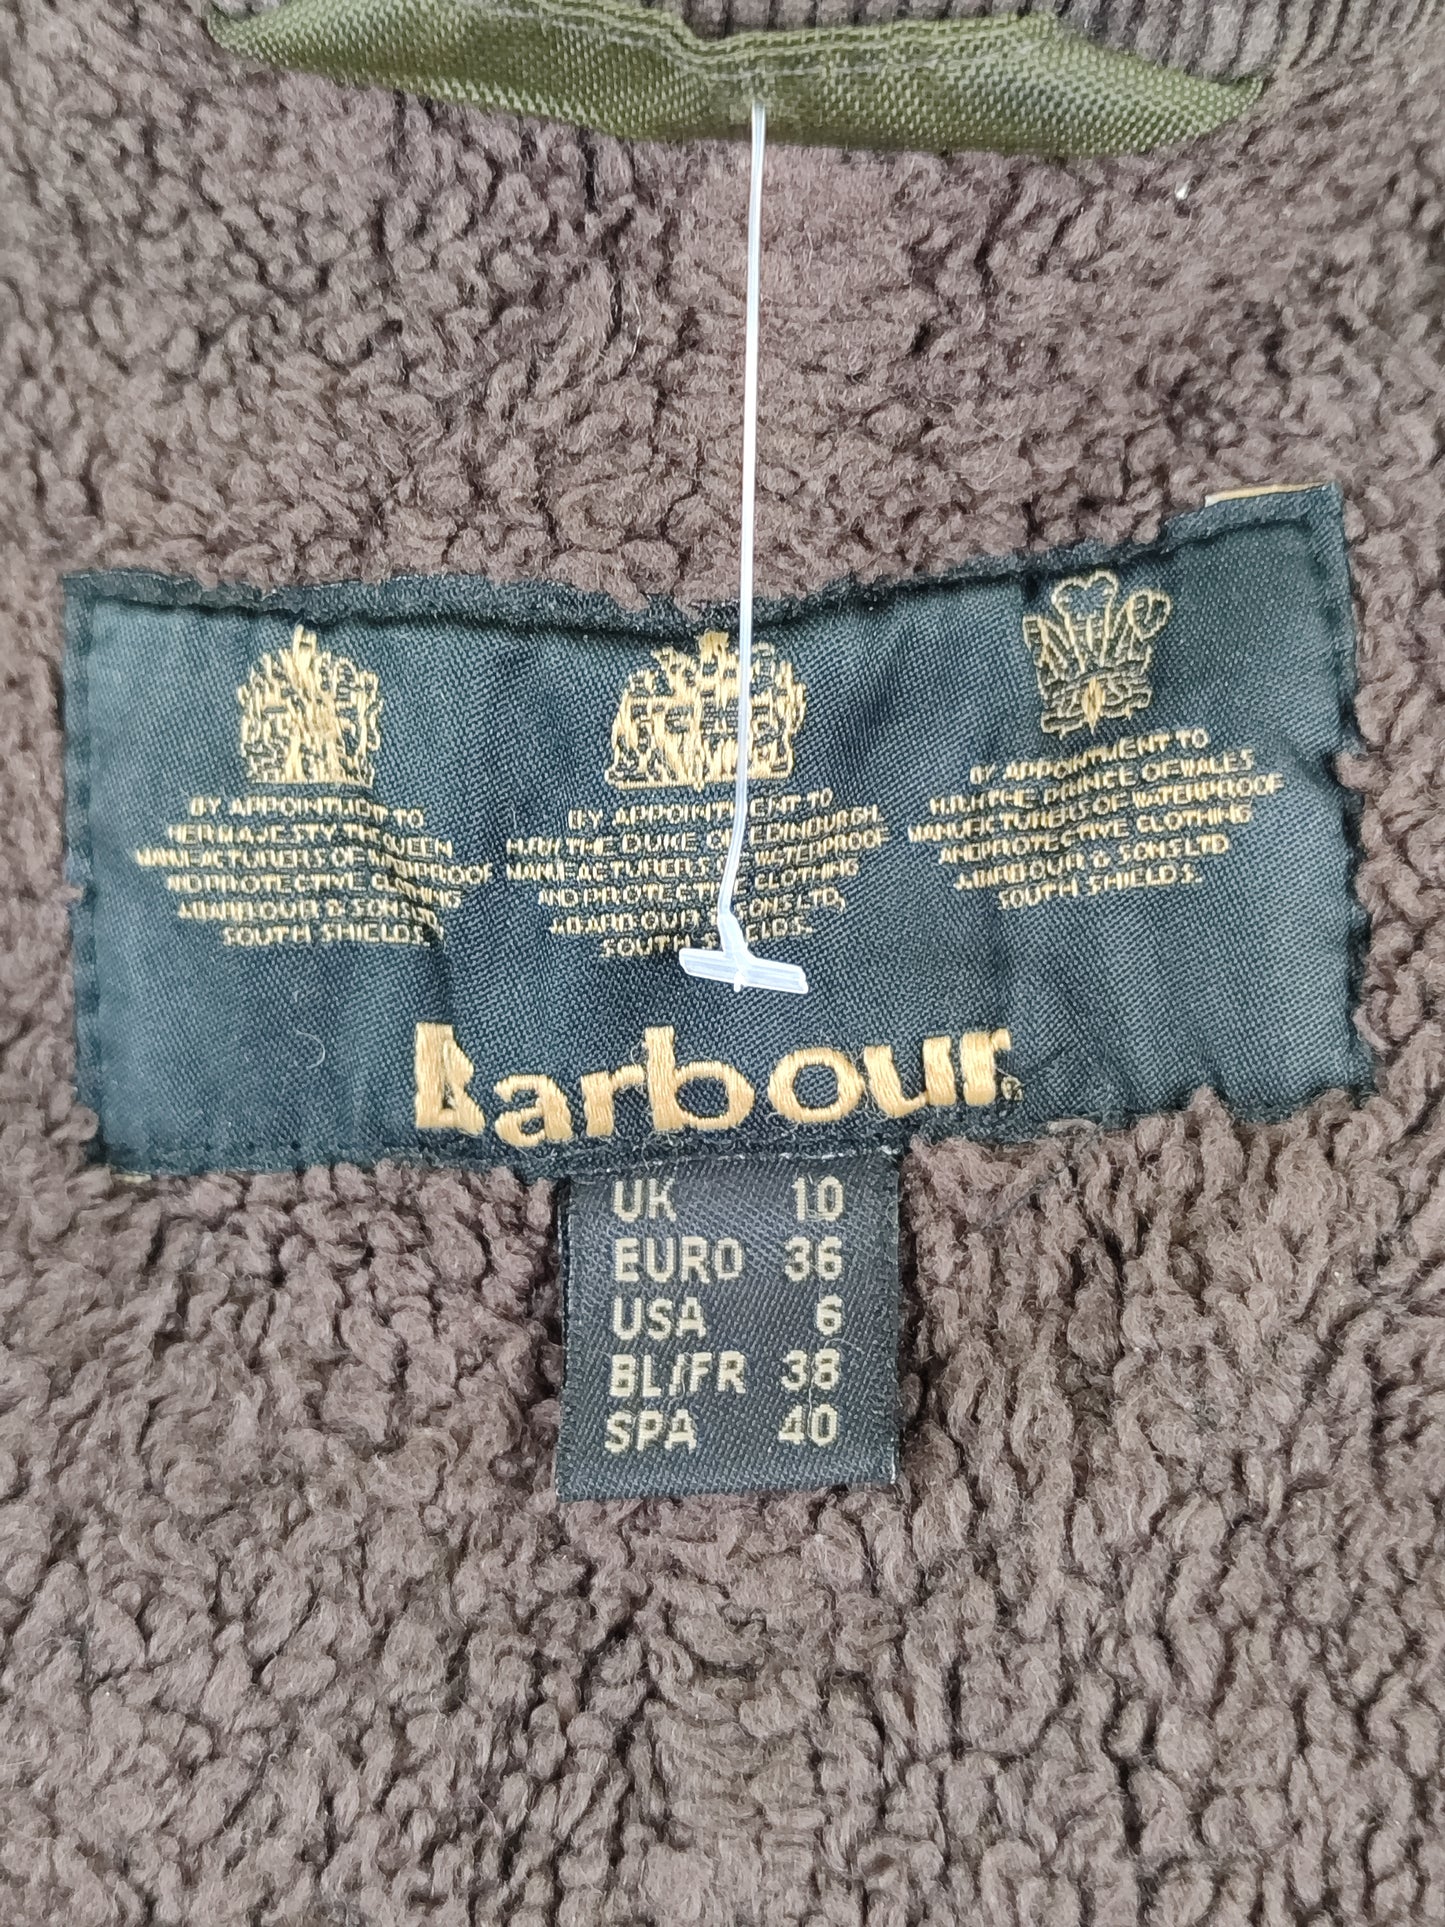 BY APPOINTMENT TO
HER MAJESTY THE QUEEN
MANUFACTURERS OF WATERPROOF
AND PROTECTIVE CLOTHING
J.BARBOUR & SONS LTD,
SOUTH SHIELDS.
BY APPOINTMENT TO
H.R.H THE DUKE OF EDINBURGH
MANUFACTURERS OF WATERPROOF
AND PROTECTIVE CLOTHING
J.BARBOUR & SONS LTD,
SOUTH SHIELDS.
BY APPOINTMENT TO
H.R.H THE PRINCE OF WALES
MANUFACTURERS OF WATERPROOF
AND PROTECTIVE CLOTHING
J.BARBOUR & SONS LTD
SOUTH SHIELDS.
Barbour®
UK 10
EURO 36
USA 6
BL/FR 38
SPA 40